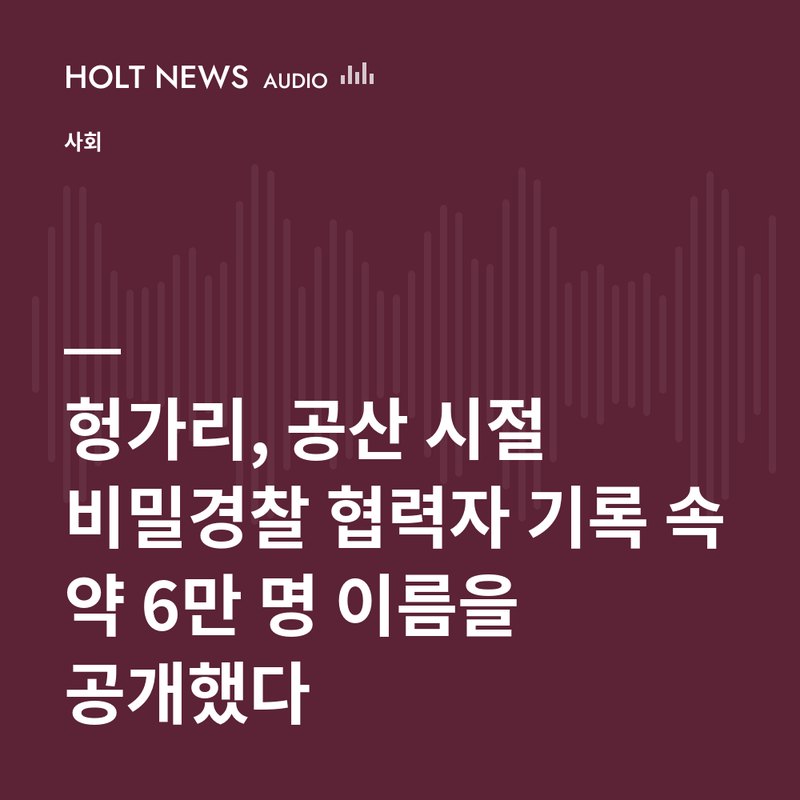 HOLT NEWS AUDIO
사회
헝가리, 공산 시절
비밀경찰 협력자 기록 속
약 6만 명 이름을
공개했다